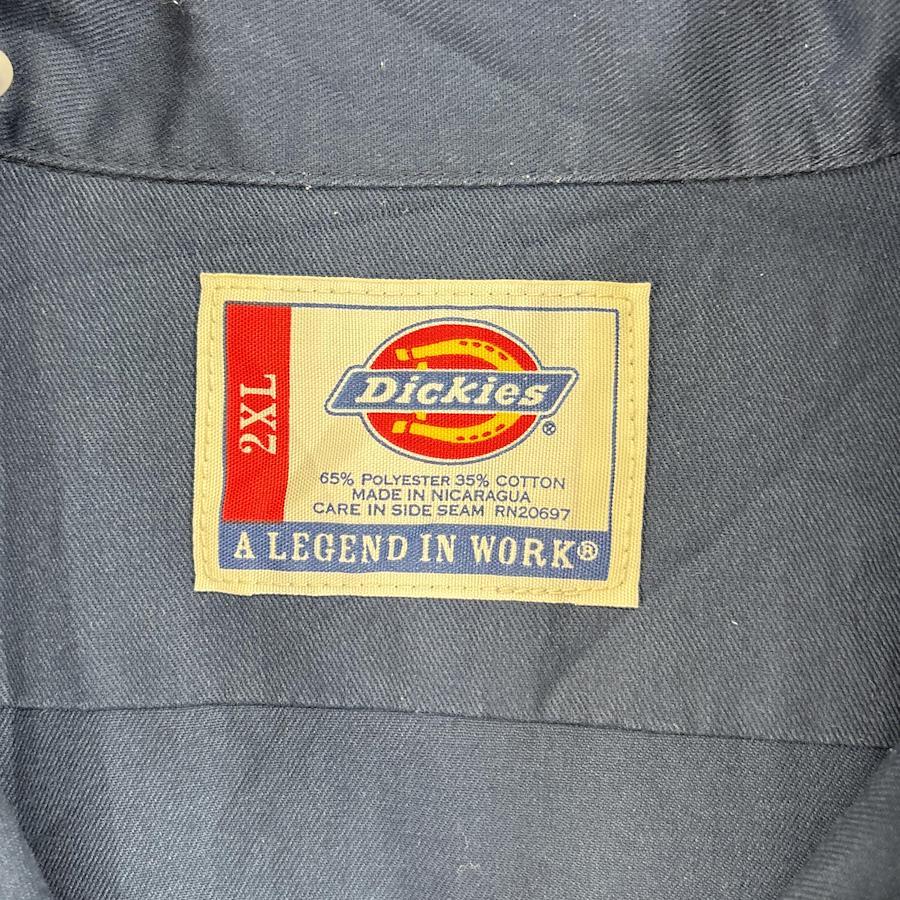 2XL
Dickies®
65% POLYESTER 35% COTTON
MADE IN NICARAGUA
CARE IN SIDE SEAM RN20697
A LEGEND IN WORK®